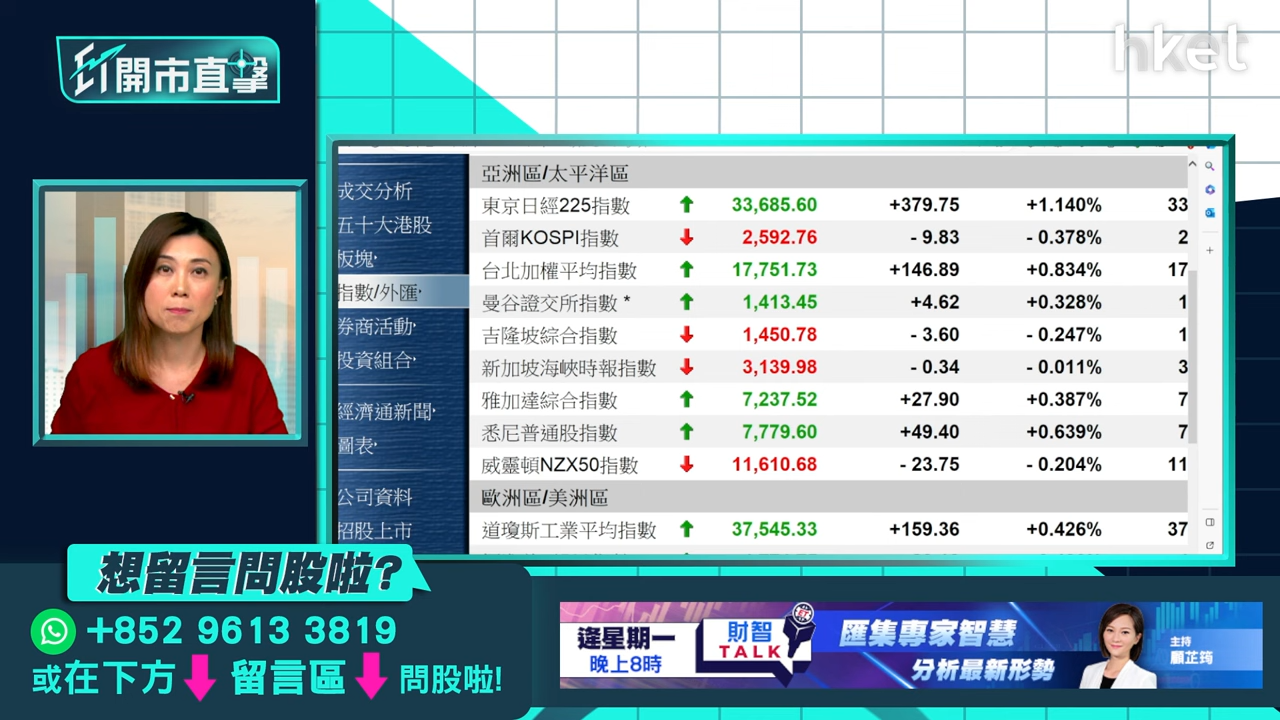 ET開市直擊
hket
成交分析
五十大港股
板塊
指數/外匯
券商活動
投資組合
經濟通新聞
圖表
公司資料
招股上市
亞洲區/太平洋區
東京日經225指數 33,685.60 +379.75 +1.140% 33
首爾KOSPI指數 2,592.76 - 9.83 - 0.378% 2
台北加權平均指數 17,751.73 +146.89 +0.834% 17
曼谷證交所指數 * 1,413.45 +4.62 +0.328% 1
吉隆坡綜合指數 1,450.78 - 3.60 - 0.247% 1
新加坡海峽時報指數 3,139.98 - 0.34 - 0.011% 3
雅加達綜合指數 7,237.52 +27.90 +0.387% 7
悉尼普通股指數 7,779.60 +49.40 +0.639% 7
威靈頓NZX50指數 11,610.68 - 23.75 - 0.204% 11
歐洲區/美洲區
道瓊斯工業平均指數 37,545.33 +159.36 +0.426% 37
想留言問股啦?
+852 9613 3819
或在下方 留言區 問股啦!
逢星期一
晚上8時
財智
TALK
匯集專家智慧
分析最新形勢
主持
顧芷筠